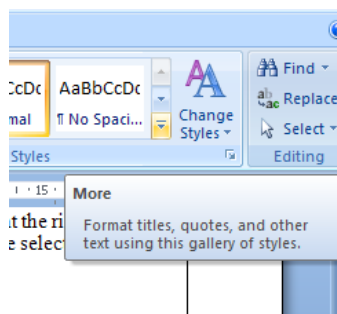 CcDc AaBbCcDc
mal ¶ No Spaci...
Change
Styles
Find
Replace
Select
Styles
Editing
15
More
Format titles, quotes, and other
text using this gallery of styles.
t the ri
e selec